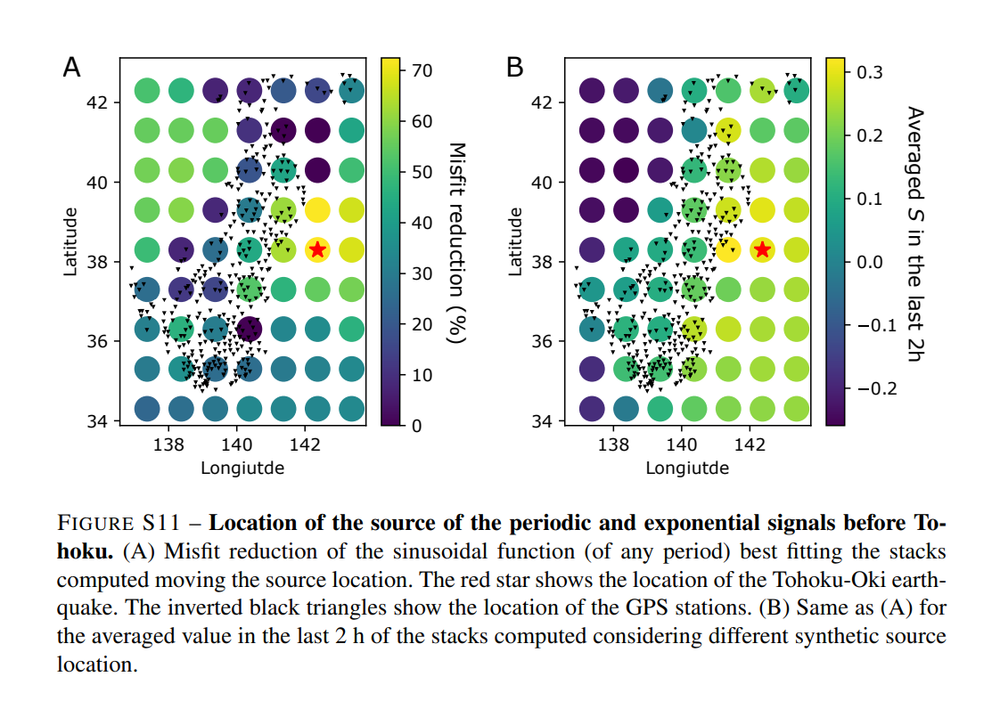 A
42
40
38
36
34
138 140 142
Latitude
Longiutde
70
60
50
40
30
20
10
0
Misfit reduction (%)
B
42
40
38
36
34
138 140 142
Latitude
Longiutde
0.3
0.2
0.1
0.0
−0.1
−0.2
Averaged S in the last 2h
FIGURE S11 – Location of the source of the periodic and exponential signals before To-
hoku. (A) Misfit reduction of the sinusoidal function (of any period) best fitting the stacks
computed moving the source location. The red star shows the location of the Tohoku-Oki earth-
quake. The inverted black triangles show the location of the GPS stations. (B) Same as (A) for
the averaged value in the last 2 h of the stacks computed considering different synthetic source
location.